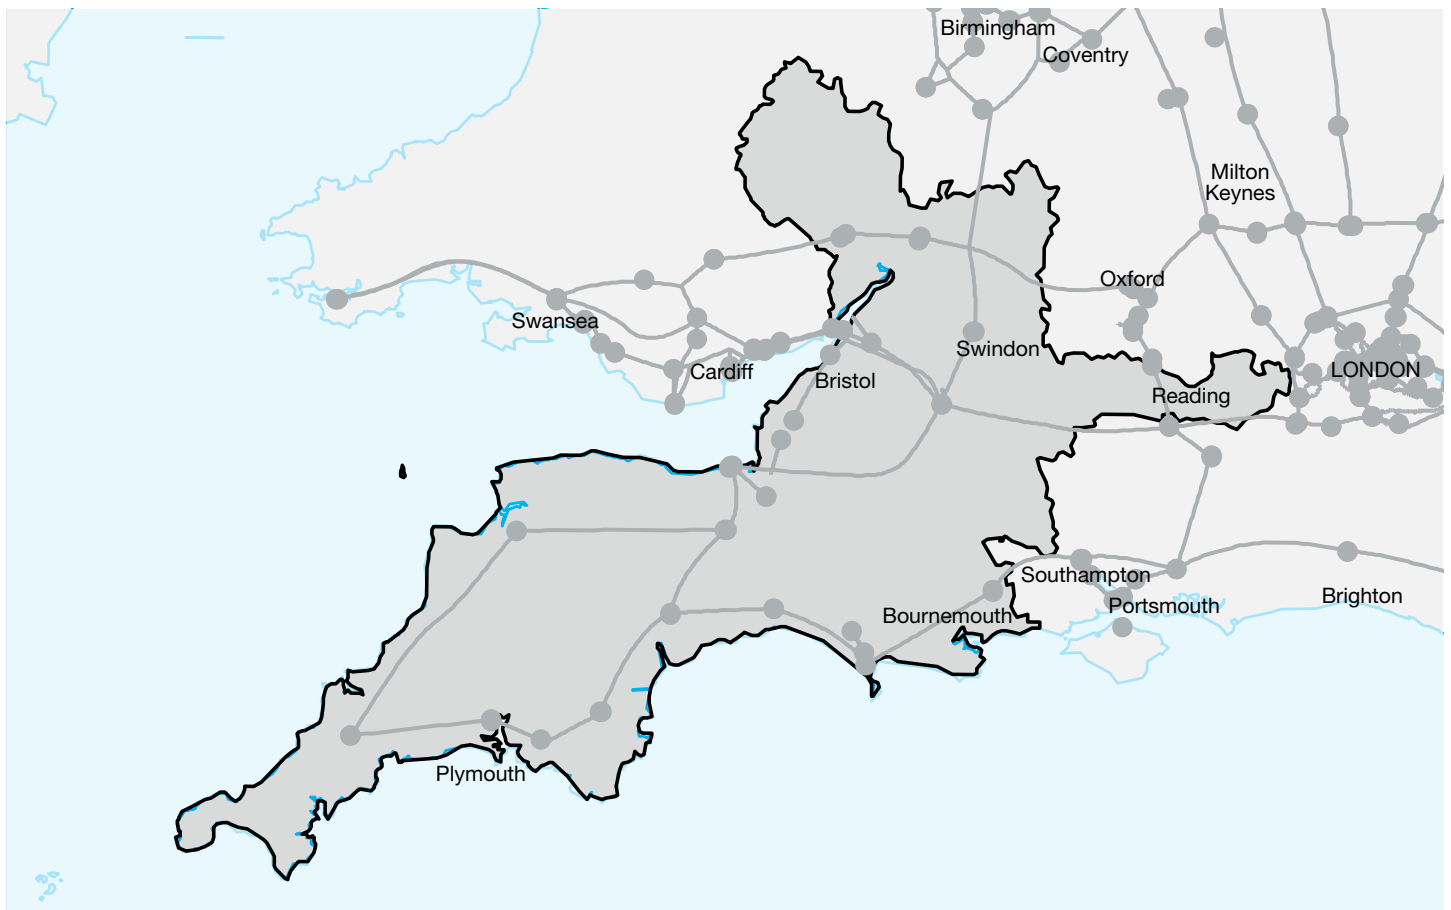 Birmingham
Coventry
Milton
Keynes
Oxford
Swansea
Swindon
LONDON
Cardiff
Bristol
Reading
Southampton
Brighton
Portsmouth
Bournemouth
Plymouth